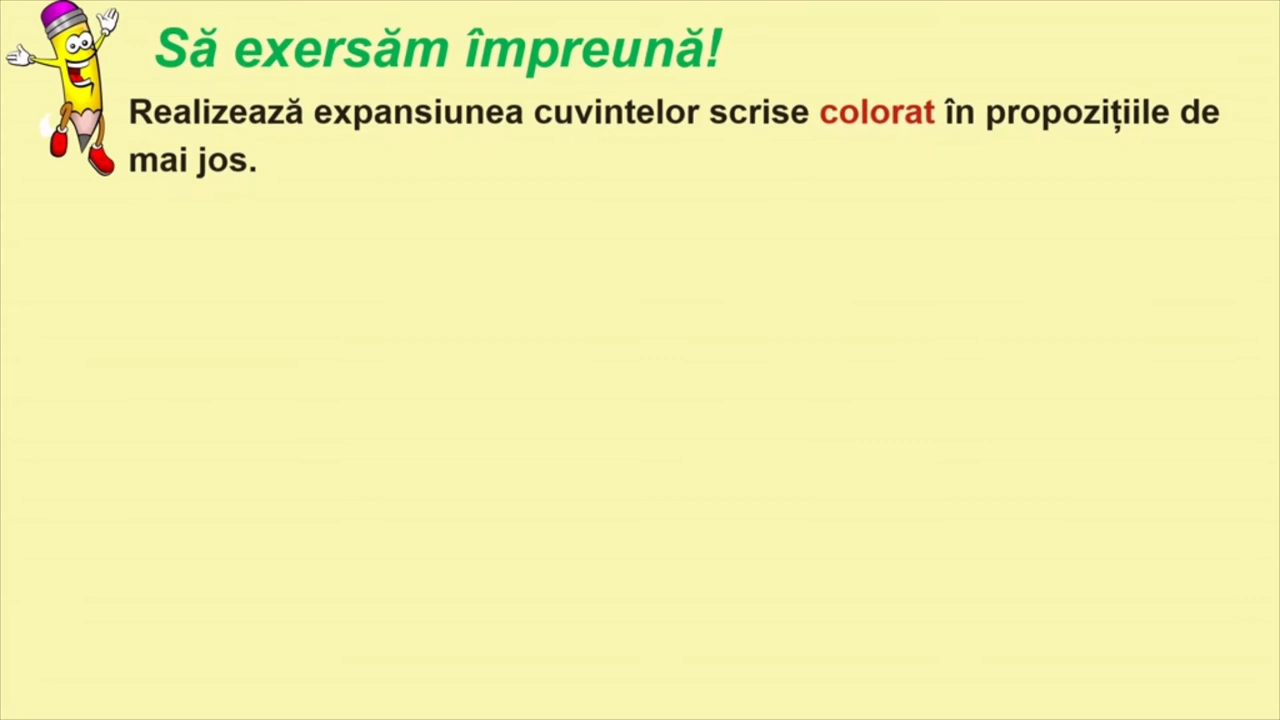 Să exersăm împreună!
Realizează expansiunea cuvintelor scrise colorat în propozițiile de
mai jos.